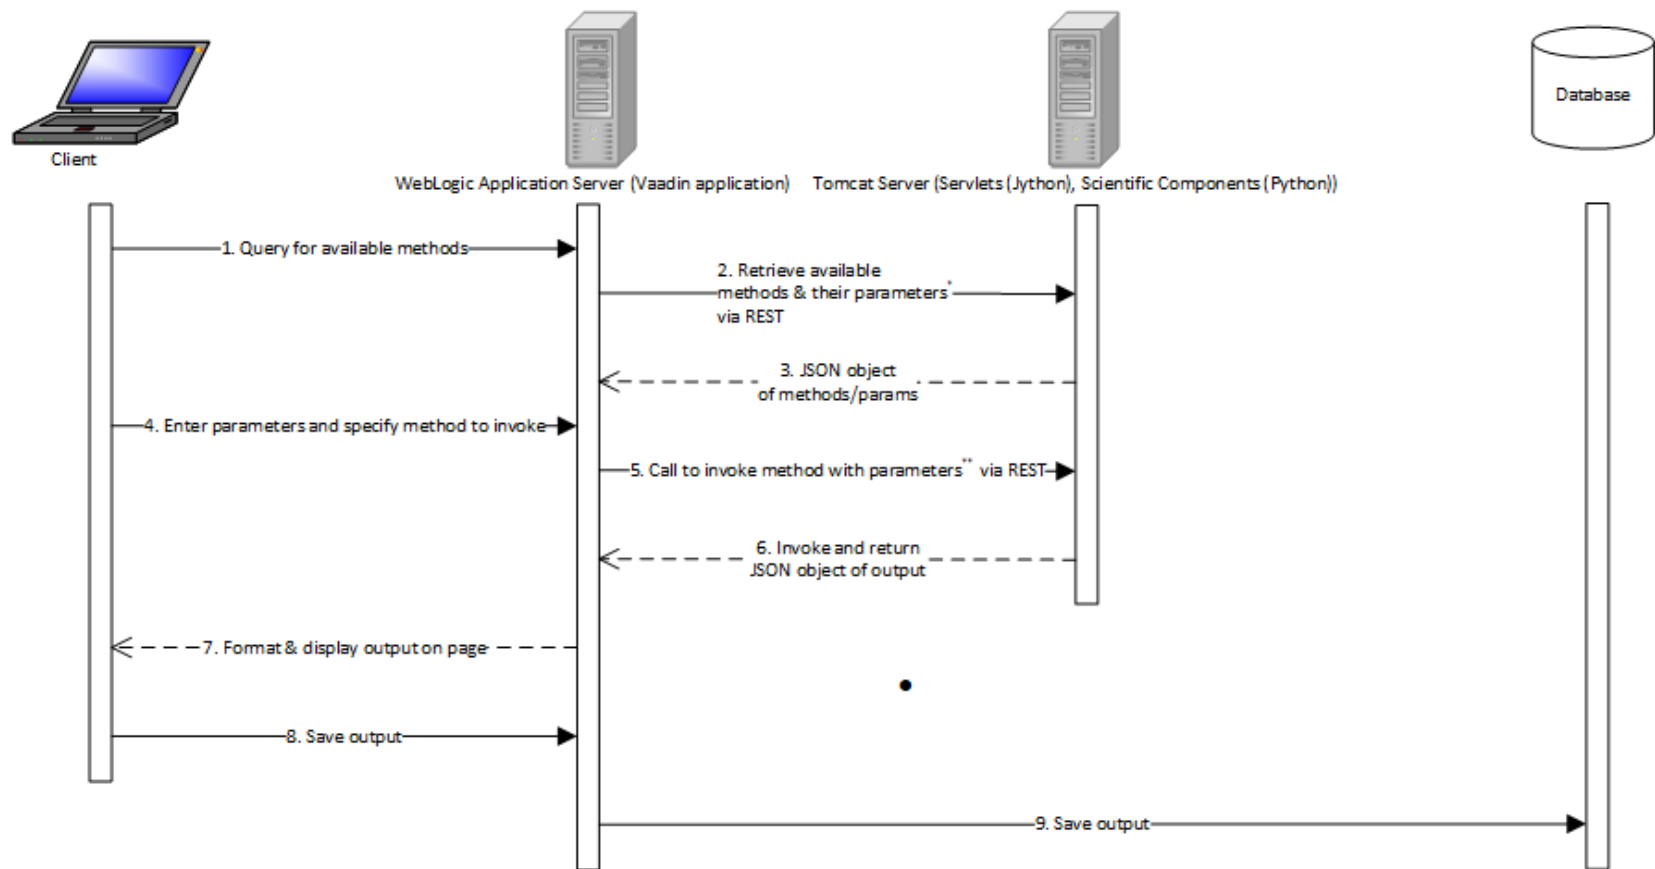 Client
WebLogic Application Server (Vaadin application)
Tomcat Server (Servlets (Jython), Scientific Components (Python))
Database
1. Query for available methods
2. Retrieve available
methods & their parameters*
via REST
3. JSON object
of methods/params
4. Enter parameters and specify method to invoke
5. Call to invoke method with parameters** via REST
6. Invoke and return
JSON object of output
7. Format & display output on page
8. Save output
9. Save output